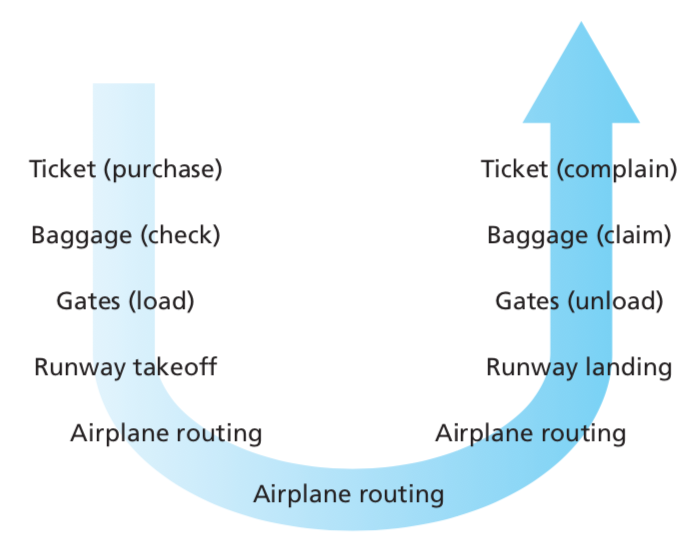 Ticket (purchase)
Baggage (check)
Gates (load)
Runway takeoff
Airplane routing
Airplane routing
Airplane routing
Runway landing
Gates (unload)
Baggage (claim)
Ticket (complain)